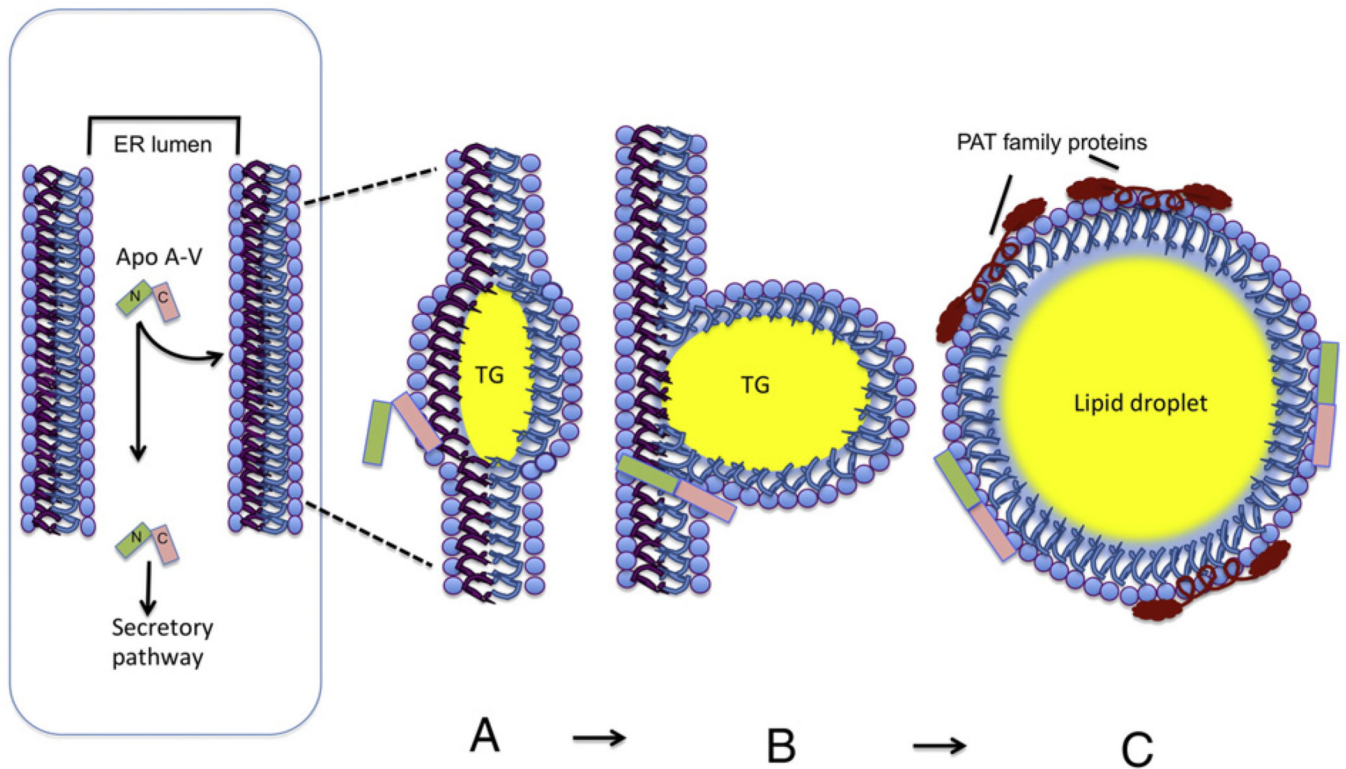 ER lumen
Apo A-V
N C
N C
Secretory
pathway
TG
TG
PAT family proteins
Lipid droplet
A
B
C